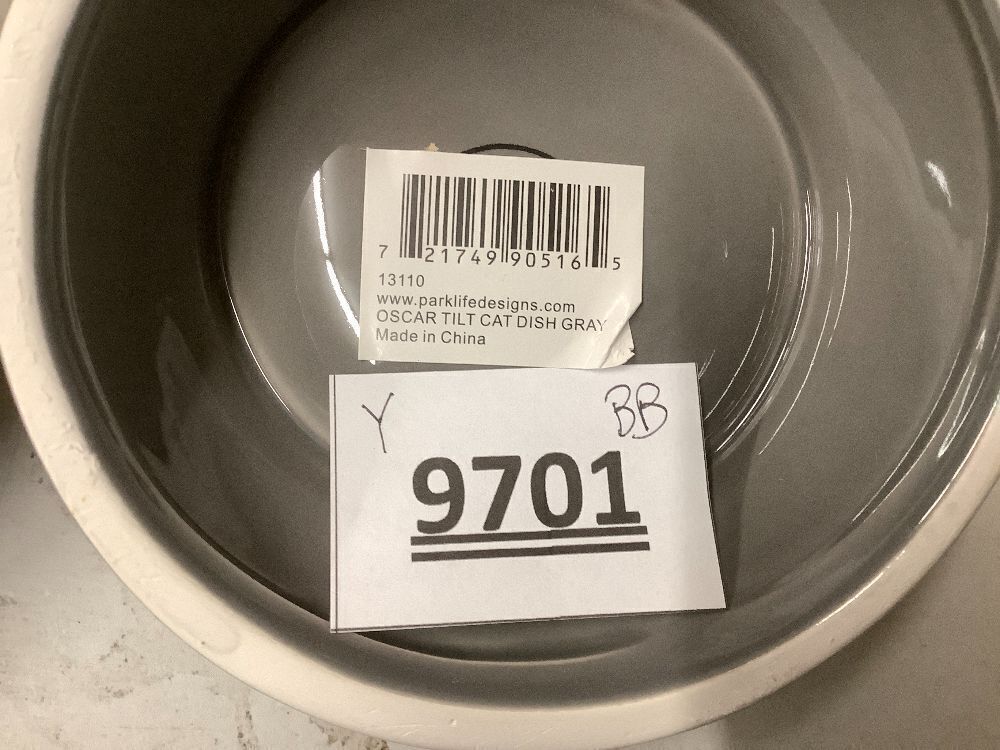 7 21749 90516 5
13110
www.parklifedesigns.com
OSCAR TILT CAT DISH GRAY
Made in China
Y BB
9701